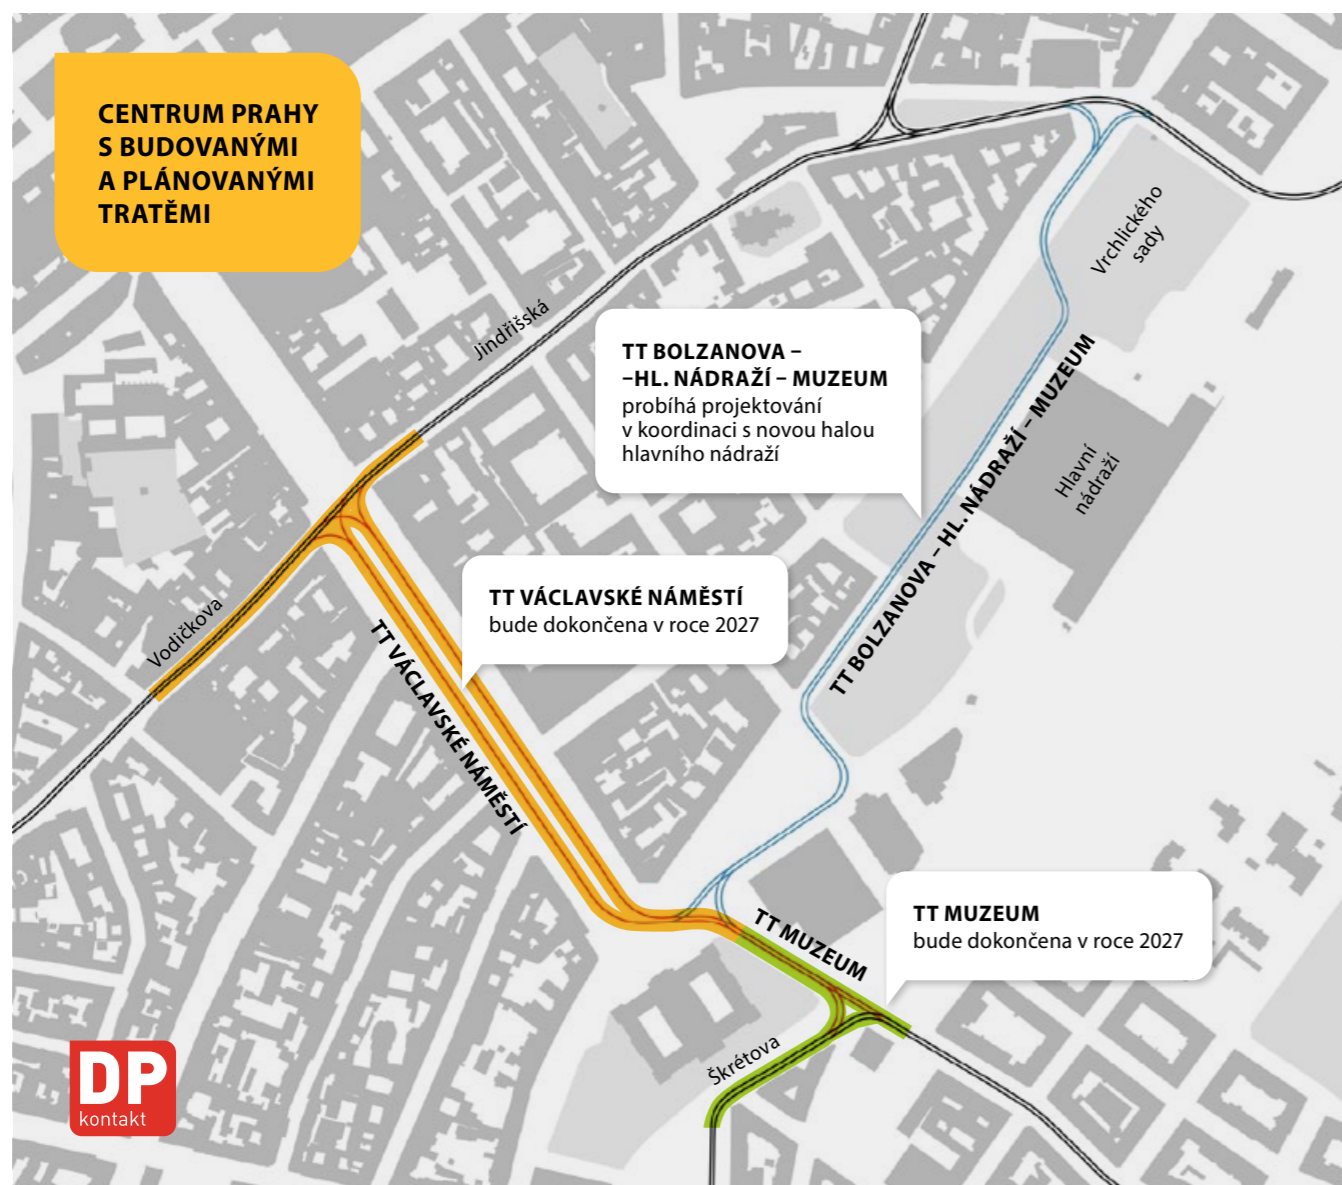 CENTRUM PRAHY
S BUDOVANÝMI
A PLÁNOVANÝMI
TRATĚMI
Vrchlického
sady
Jindřišská
TT BOLZANOVA –
–HL. NÁDRAŽÍ – MUZEUM
probíhá projektování
v koordinaci s novou halou
hlavního nádraží
TT BOLZANOVA – HL. NÁDRAŽÍ – MUZEUM
Hlavní
nádraží
TT VÁCLAVSKÉ NÁMĚSTÍ
bude dokončena v roce 2027
Vodičkova
TT VÁCLAVSKÉ NÁMĚSTÍ
TT MUZEUM
bude dokončena v roce 2027
TT MUZEUM
Škrétova
DP
kontakt